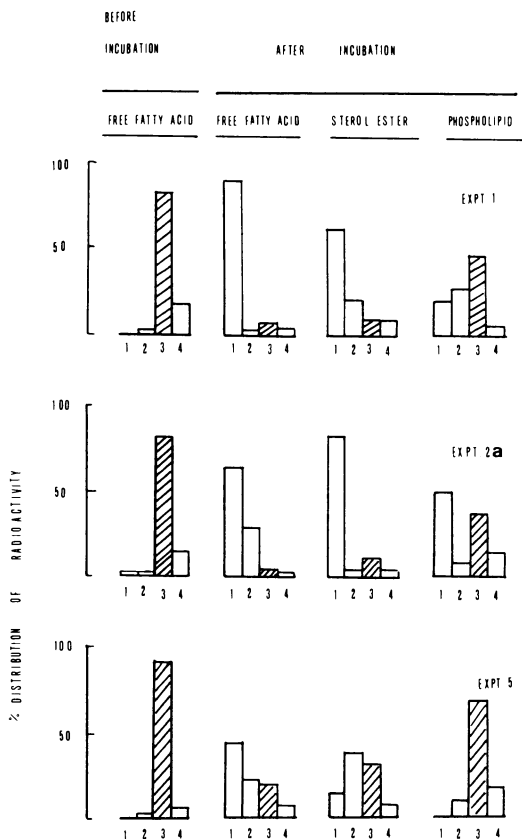 BEFORE
INCUBATION
AFTER INCUBATION
FREE FATTY ACID FREE FATTY ACID STEROL ESTER PHOSPHOLIPID
100
50
EXPT 1
1 2 3 4 1 2 3 4 1 2 3 4 1 2 3 4
100
50
EXPT 2a
1 2 3 4 1 2 3 4 1 2 3 4 1 2 3 4
100
50
EXPT 5
1 2 3 4 1 2 3 4 1 2 3 4 1 2 3 4
% DISTRIBUTION OF RADIOACTIVITY